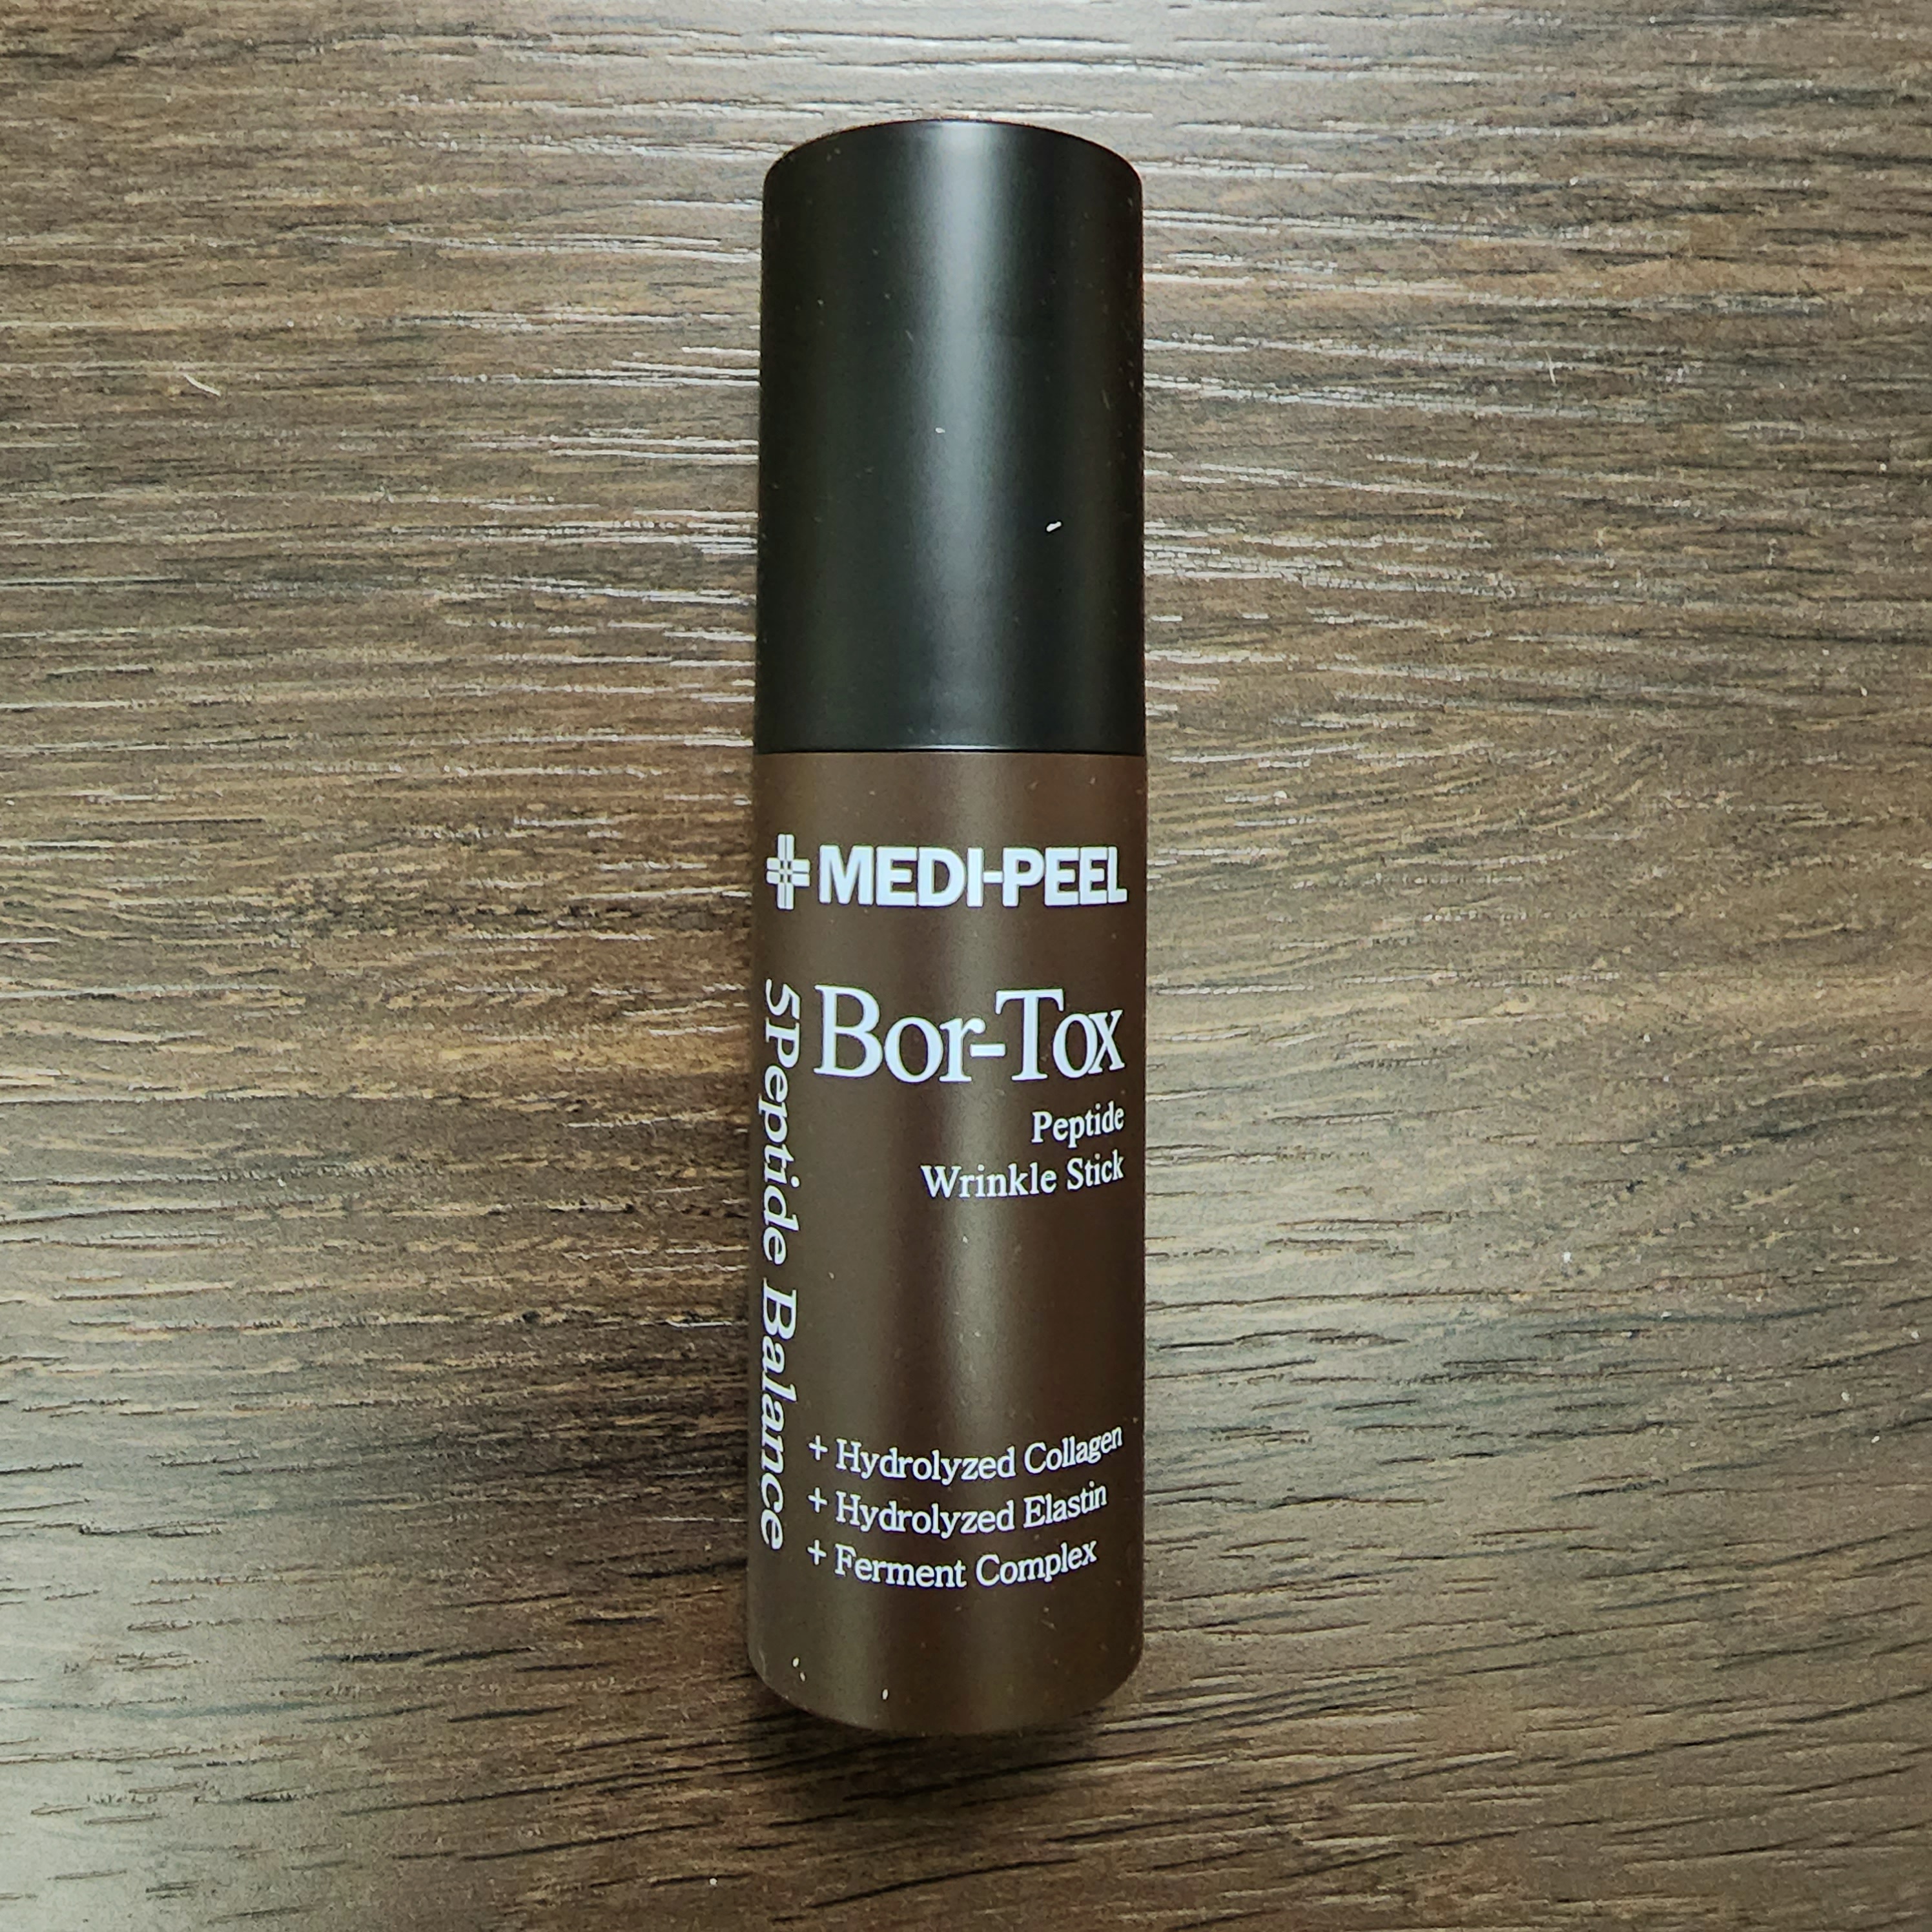 MEDI-PEEL
Bor-Tox
Peptide
Wrinkle Stick
5Peptide Balance
+ Hydrolyzed Collagen
+ Hydrolyzed Elastin
+ Ferment Complex